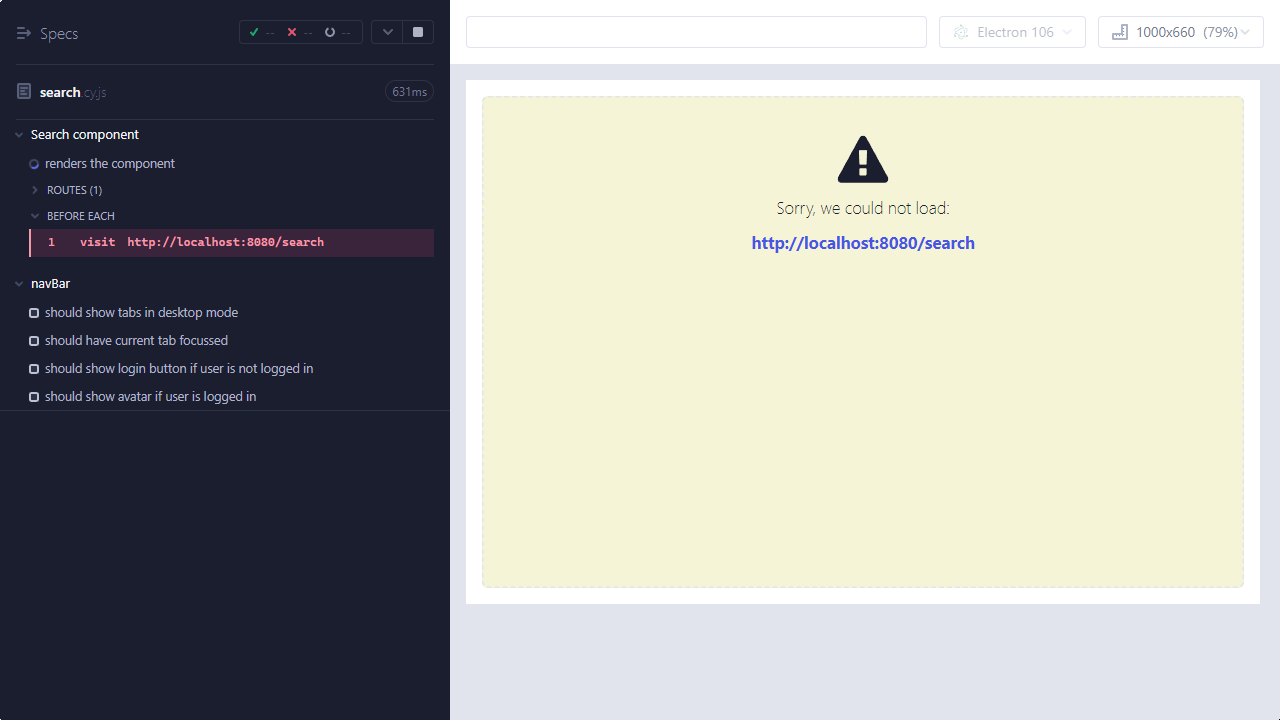 Specs
-- -- --
search.cy.js 631ms
Search component
renders the component
ROUTES (1)
BEFORE EACH
1 visit http://localhost:8080/search
navBar
should show tabs in desktop mode
should have current tab focussed
should show login button if user is not logged in
should show avatar if user is logged in
Electron 106
1000x660 (79%)
Sorry, we could not load:
http://localhost:8080/search